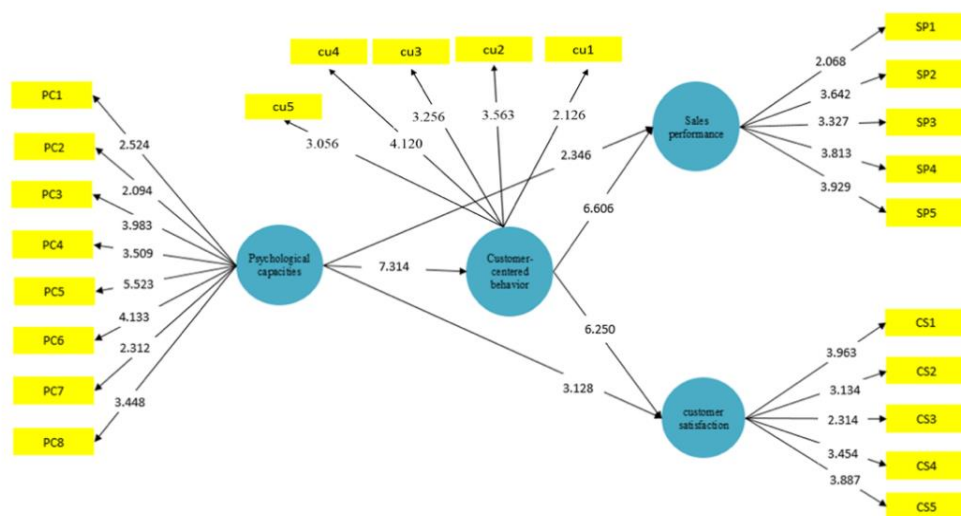 SP1
cu4
cu3
cu2
cu1
2.068
SP2
PC1
cu5
3.642
Sales
performance
SP3
3.327
3.256
3.563
2.126
2.524
3.056
4.120
3.813
PC2
2.346
SP4
2.094
3.929
PC3
SP5
3.983
6.606
PC4
3.509
Psychological
capacities
7.314
Customer-
centered
behavior
5.523
PC5
4.133
CS1
6.250
PC6
3.963
2.312
CS2
3.128
3.134
PC7
3.448
customer
satisfaction
2.314
CS3
PC8
3.454
CS4
3.887
CS5